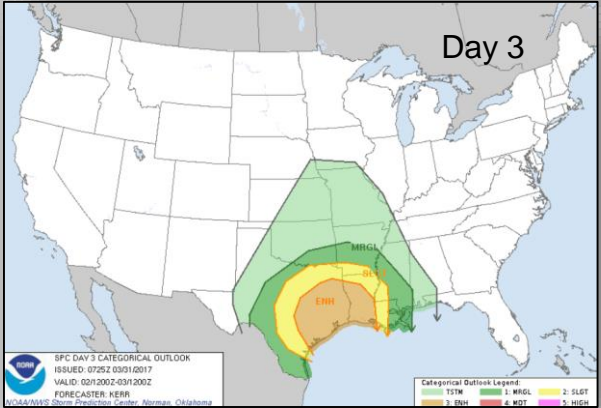 Day 3
MRGL
SLGT
ENH
NOAA
SPC DAY 3 CATEGORICAL OUTLOOK
ISSUED: 0725Z 03/31/2017
VALID: 02/1200Z-03/1200Z
FORECASTER: KERR
NOAA/NWS Storm Prediction Center, Norman, Oklahoma
Categorical Outlook Legend:
TSTM 1: MRGL 2: SLGT
3: ENH 4: MDT 5: HIGH